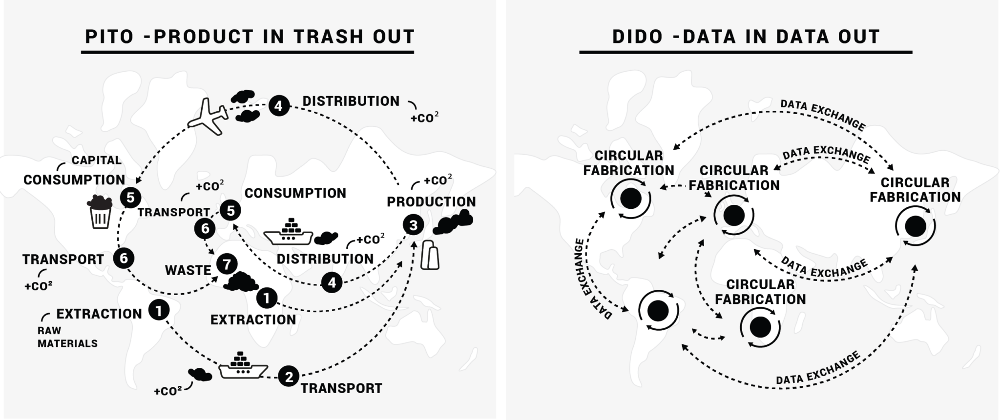 PITO -PRODUCT IN TRASH OUT
4
DISTRIBUTION
+CO²
CAPITAL
CONSUMPTION
5
+CO²
TRANSPORT
5
CONSUMPTION
6
+CO²
PRODUCTION
3
+CO²
DISTRIBUTION
4
TRANSPORT
6
+CO²
WASTE
7
1
EXTRACTION
EXTRACTION
1
RAW
MATERIALS
2
TRANSPORT
+CO²
DIDO -DATA IN DATA OUT
DATA EXCHANGE
DATA EXCHANGE
CIRCULAR
FABRICATION
CIRCULAR
FABRICATION
CIRCULAR
FABRICATION
DATA EXCHANGE
DATA
DATA EXCHANGE
CIRCULAR
FABRICATION
DATA EXCHANGE